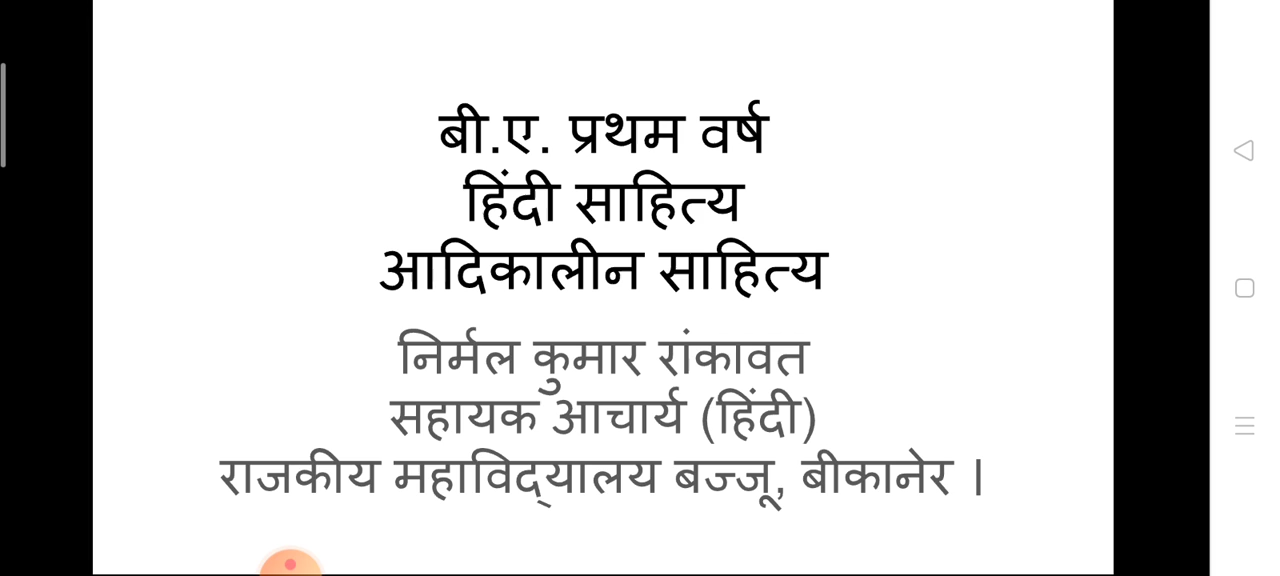 बी.ए. प्रथम वर्ष
हिंदी साहित्य
आदिकालीन साहित्य
निर्मल कुमार रांकावत
सहायक आचार्य (हिंदी)
राजकीय महाविद्‌यालय बज्जू, बीकानेर ।